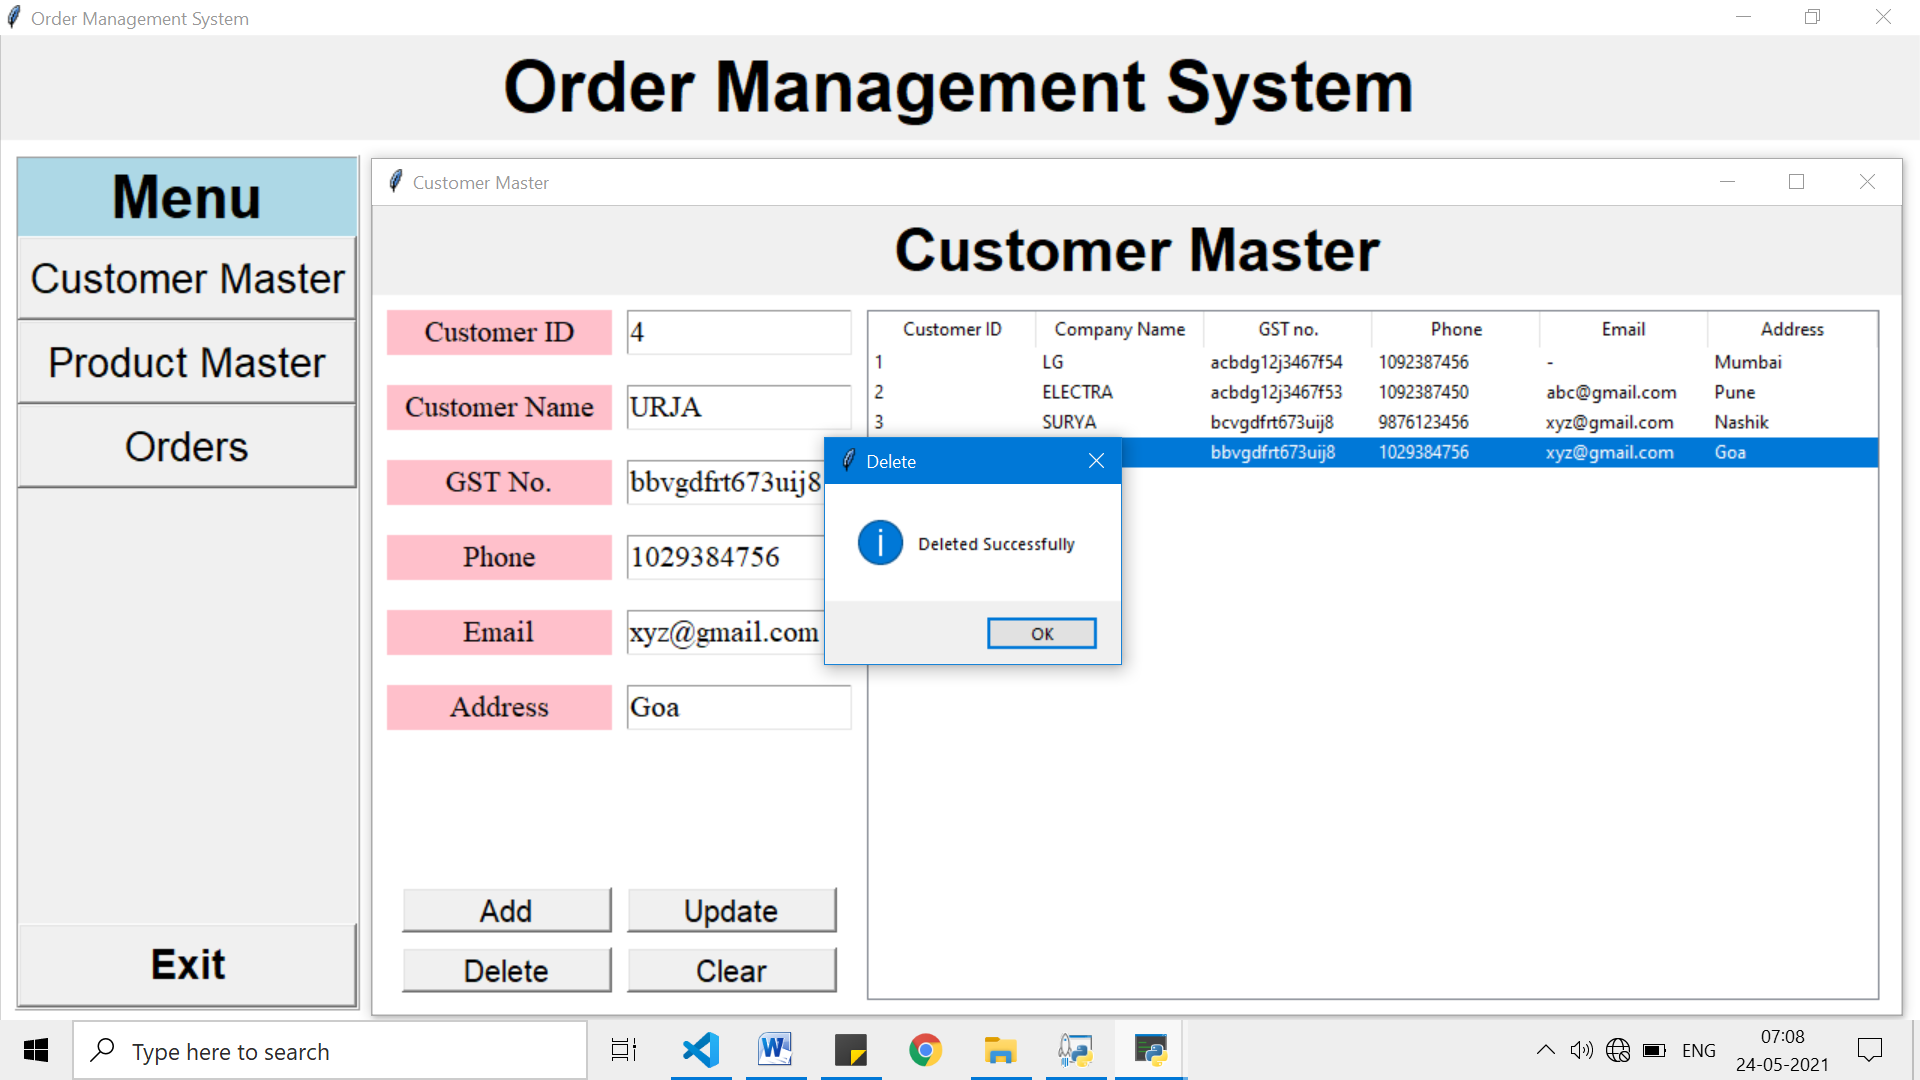 Order Management System
Order Management System
Menu
Customer Master
Product Master
Orders
Exit
Customer Master
Customer Master
Customer ID 4
Customer Name URJA
GST No. bbvgdfrt673uij8
Phone 1029384756
Email xyz@gmail.com
Address Goa
Add Update
Delete Clear
Customer ID Company Name GST no. Phone Email Address
1 LG acbdg12j3467f54 1092387456 - Mumbai
2 ELECTRA acbdg12j3467f53 1092387450 abc@gmail.com Pune
3 SURYA bcvgdfrt673uij8 9876123456 xyz@gmail.com Nashik
bbvgdfrt673uij8 1029384756 xyz@gmail.com Goa
Delete
Deleted Successfully
OK
Type here to search
ENG
07:08
24-05-2021